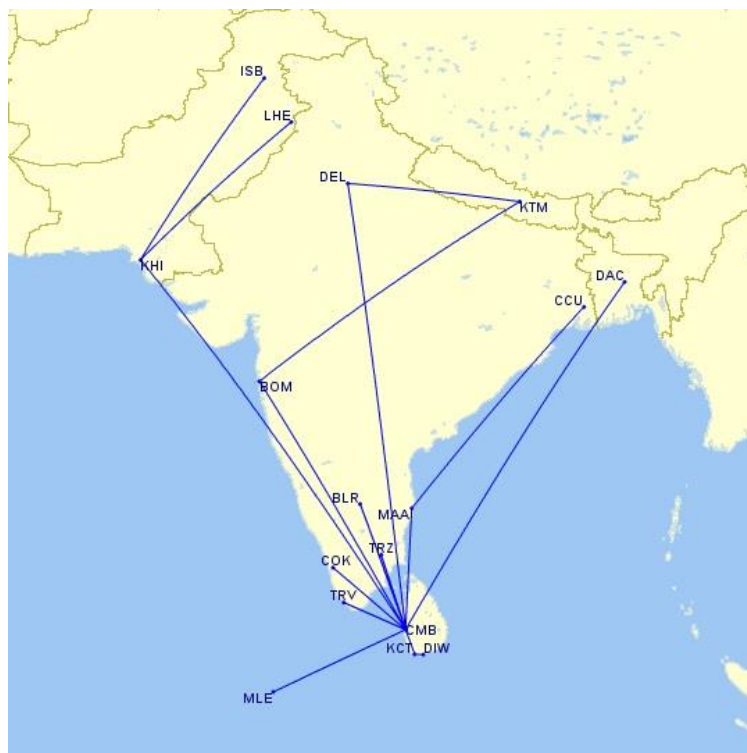 ISB
LHE
DEL
KTM
KHI
DAC
CCU
BOM
BLR
MAA
TRZ
COK
TRV
CMB
KCT DIW
MLE